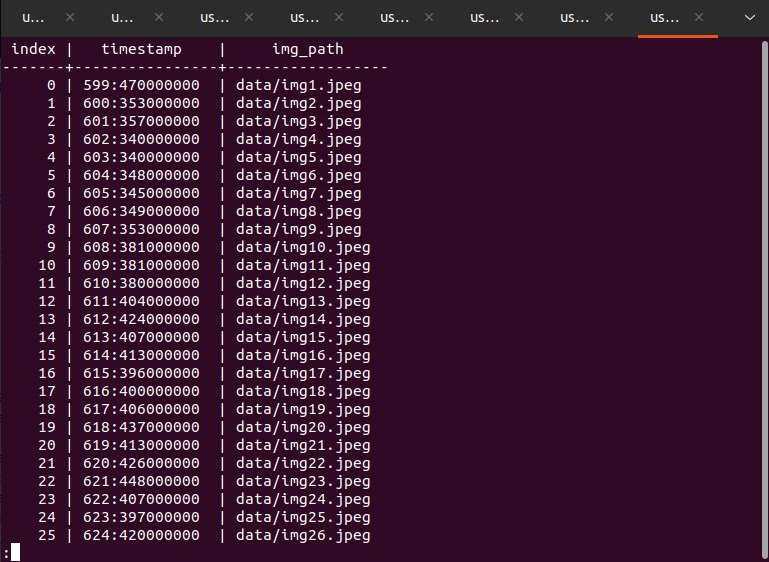 u... × u... × us... × us... × us... × us... × us... × us... ×
index | timestamp | img_path
-------+----------------+------------------
0 | 599:470000000 | data/img1.jpeg
1 | 600:353000000 | data/img2.jpeg
2 | 601:357000000 | data/img3.jpeg
3 | 602:340000000 | data/img4.jpeg
4 | 603:340000000 | data/img5.jpeg
5 | 604:348000000 | data/img6.jpeg
6 | 605:345000000 | data/img7.jpeg
7 | 606:349000000 | data/img8.jpeg
8 | 607:353000000 | data/img9.jpeg
9 | 608:381000000 | data/img10.jpeg
10 | 609:381000000 | data/img11.jpeg
11 | 610:380000000 | data/img12.jpeg
12 | 611:404000000 | data/img13.jpeg
13 | 612:424000000 | data/img14.jpeg
14 | 613:407000000 | data/img15.jpeg
15 | 614:413000000 | data/img16.jpeg
16 | 615:396000000 | data/img17.jpeg
17 | 616:400000000 | data/img18.jpeg
18 | 617:406000000 | data/img19.jpeg
19 | 618:437000000 | data/img20.jpeg
20 | 619:413000000 | data/img21.jpeg
21 | 620:426000000 | data/img22.jpeg
22 | 621:448000000 | data/img23.jpeg
23 | 622:407000000 | data/img24.jpeg
24 | 623:397000000 | data/img25.jpeg
25 | 624:420000000 | data/img26.jpeg
: